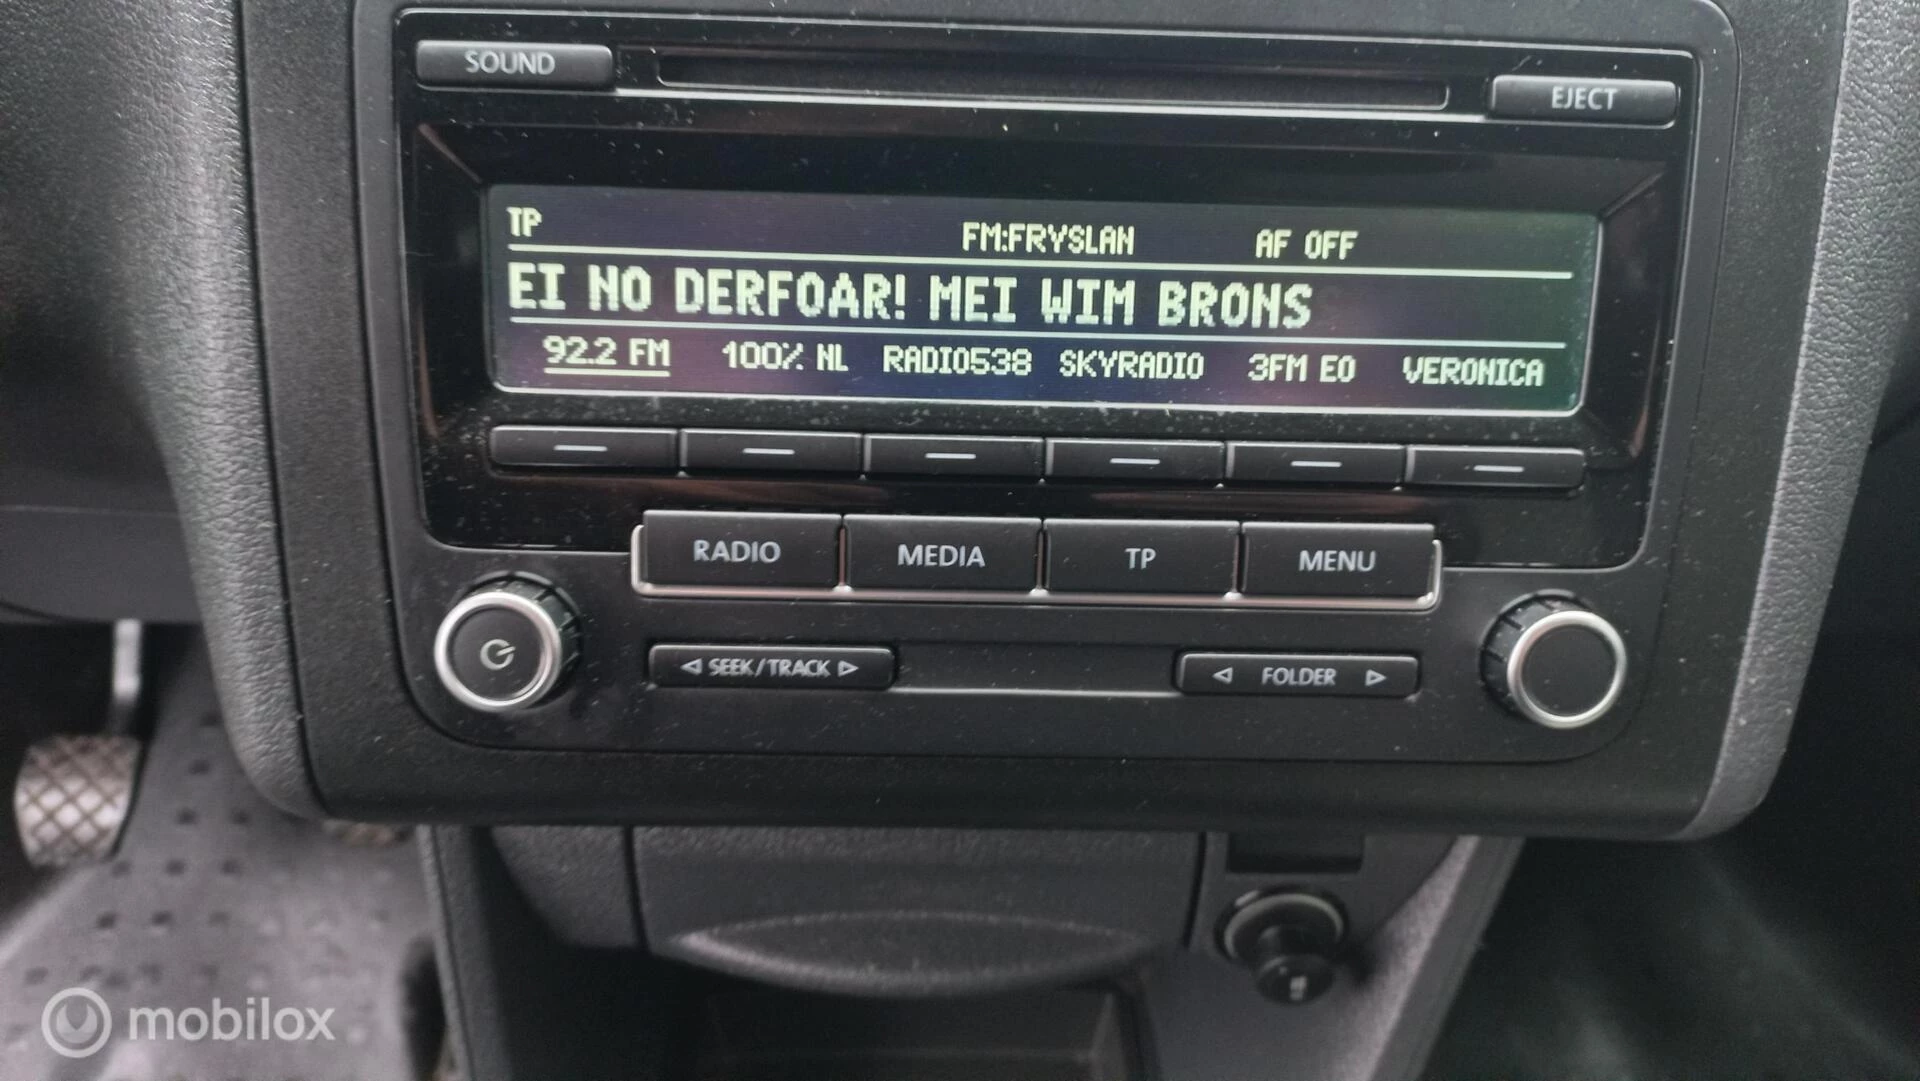 SOUND
EJECT
TP FM:FRYSLAN AF OFF
EI NO DERFOAR! MEI WIM BRONS
92.2 FM 100% NL RADIO538 SKYRADIO 3FM EO VERONICA
RADIO MEDIA TP MENU
SEEK/TRACK FOLDER
mobilox